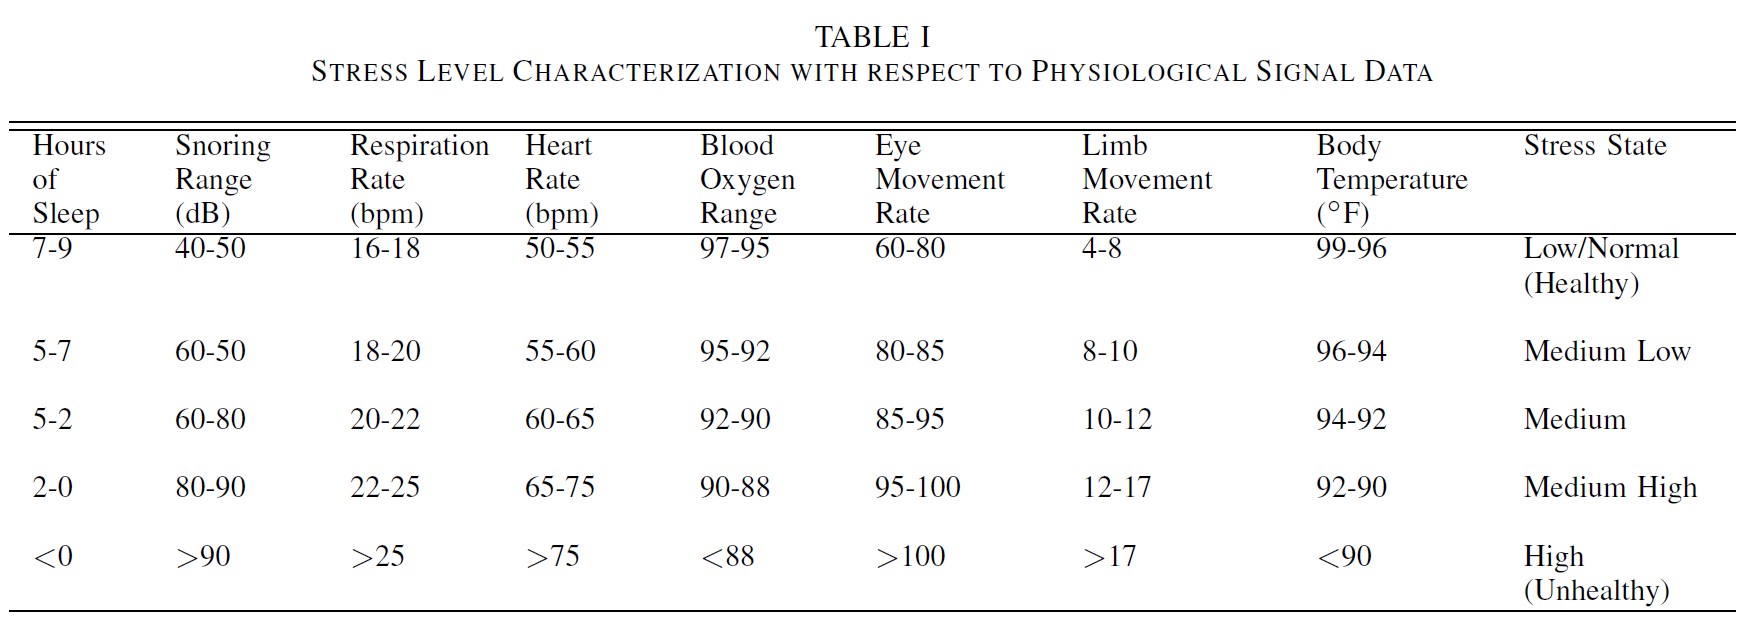 TABLE I
STRESS LEVEL CHARACTERIZATION WITH RESPECT TO PHYSIOLOGICAL SIGNAL DATA
Hours of Sleep Snoring Range (dB) Respiration Rate (bpm) Heart Rate (bpm) Blood Oxygen Range Eye Movement Rate Limb Movement Rate Body Temperature (°F) Stress State
7-9 40-50 16-18 50-55 97-95 60-80 4-8 99-96 Low/Normal (Healthy)
5-7 60-50 18-20 55-60 95-92 80-85 8-10 96-94 Medium Low
5-2 60-80 20-22 60-65 92-90 85-95 10-12 94-92 Medium
2-0 80-90 22-25 65-75 90-88 95-100 12-17 92-90 Medium High
<0 >90 >25 >75 <88 >100 >17 <90 High (Unhealthy)